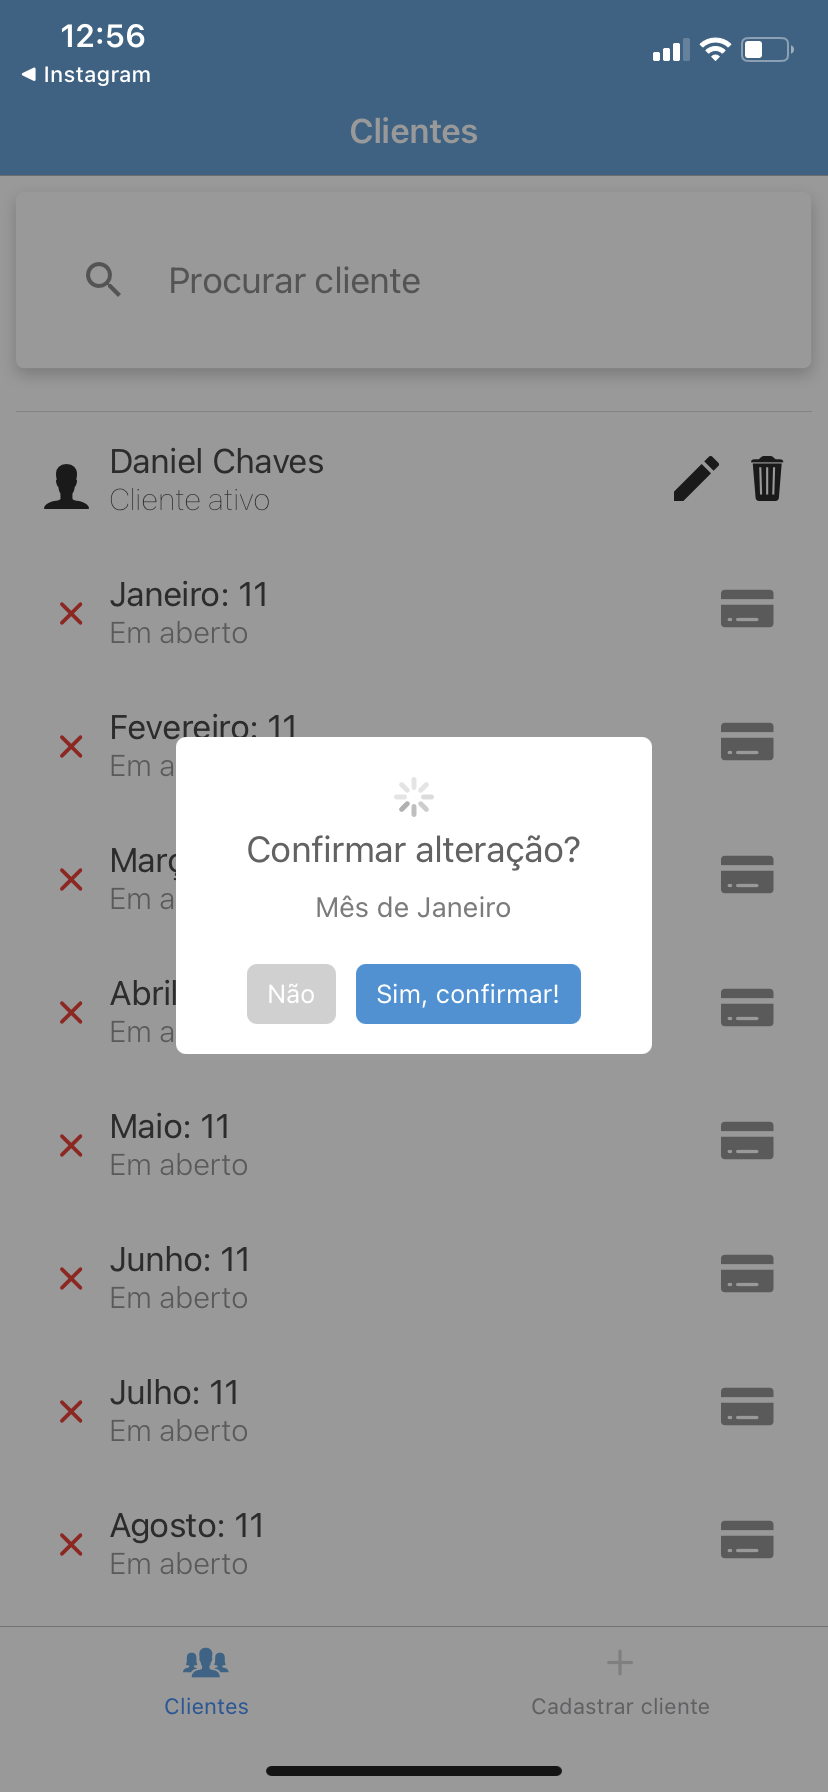 12:56
Instagram
Clientes
Procurar cliente
Daniel Chaves
Cliente ativo
Janeiro: 11
Em aberto
Fevereiro: 11
Em a
Confirmar alteração?
Mês de Janeiro
Não
Sim, confirmar!
Març
Em a
Abril
Em a
Maio: 11
Em aberto
Junho: 11
Em aberto
Julho: 11
Em aberto
Agosto: 11
Em aberto
Clientes
Cadastrar cliente